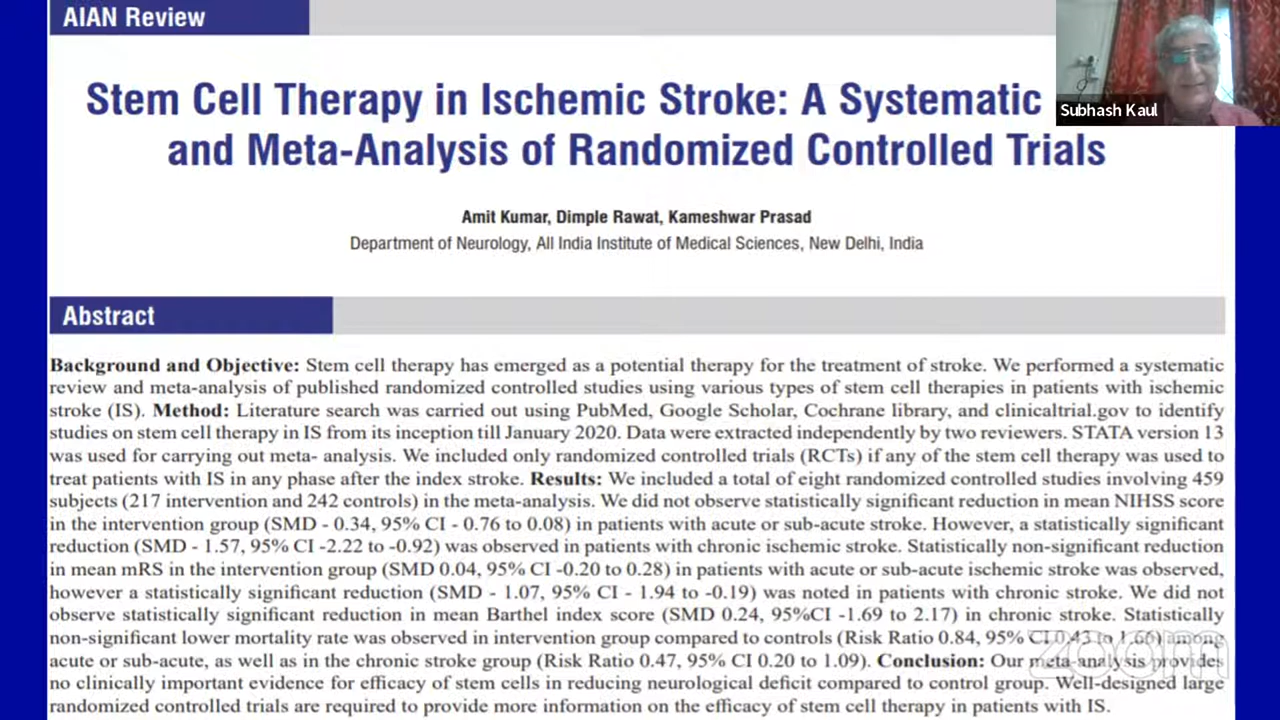 AIAN Review
Stem Cell Therapy in Ischemic Stroke: A Systematic
and Meta-Analysis of Randomized Controlled Trials
Subhash Kaul
Amit Kumar, Dimple Rawat, Kameshwar Prasad
Department of Neurology, All India Institute of Medical Sciences, New Delhi, India
Abstract
Background and Objective: Stem cell therapy has emerged as a potential therapy for the treatment of stroke. We performed a systematic
review and meta-analysis of published randomized controlled studies using various types of stem cell therapies in patients with ischemic
stroke (IS). Method: Literature search was carried out using PubMed, Google Scholar, Cochrane library, and clinicaltrial.gov to identify
studies on stem cell therapy in IS from its inception till January 2020. Data were extracted independently by two reviewers. STATA version 13
was used for carrying out meta- analysis. We included only randomized controlled trials (RCTs) if any of the stem cell therapy was used to
treat patients with IS in any phase after the index stroke. Results: We included a total of eight randomized controlled studies involving 459
subjects (217 intervention and 242 controls) in the meta-analysis. We did not observe statistically significant reduction in mean NIHSS score
in the intervention group (SMD - 0.34, 95% CI - 0.76 to 0.08) in patients with acute or sub-acute stroke. However, a statistically significant
reduction (SMD - 1.57, 95% CI -2.22 to -0.92) was observed in patients with chronic ischemic stroke. Statistically non-significant reduction
in mean mRS in the intervention group (SMD 0.04, 95% CI -0.20 to 0.28) in patients with acute or sub-acute ischemic stroke was observed,
however a statistically significant reduction (SMD - 1.07, 95% CI - 1.94 to -0.19) was noted in patients with chronic stroke. We did not
observe statistically significant reduction in mean Barthel index score (SMD 0.24, 95%CI -1.69 to 2.17) in chronic stroke. Statistically
non-significant lower mortality rate was observed in intervention group compared to controls (Risk Ratio 0.84, 95% CI 0.43 to among
acute or sub-acute, as well as in the chronic stroke group (Risk Ratio 0.47, 95% CI 0.20 to 1.09). Conclusion: Our meta-analysis provides
no clinically important evidence for efficacy of stem cells in reducing neurological deficit compared to control group. Well-designed large
randomized controlled trials are required to provide more information on the efficacy of stem cell therapy in patients with IS.
zoom